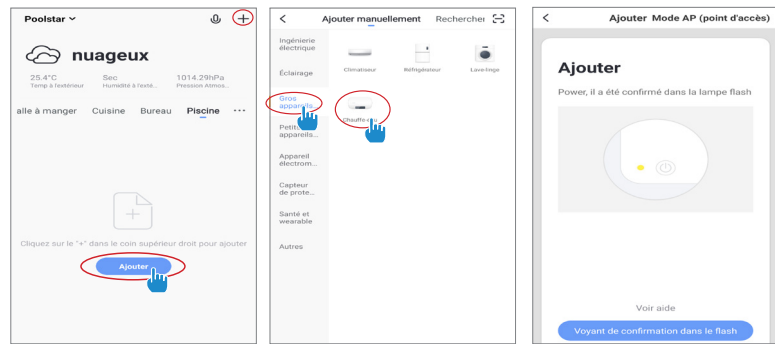 Poolstar
nuageux
25.4°C Sec 1014.29hPa
Temp à l'extérieur Humidité à l'exté... Pression Atmos...
alle à manger Cuisine Bureau Piscine ...
Cliquez sur le "+" dans le coin supérieur droit pour ajouter
Ajouter
Ajouter manuellement Rechercher
Ingénierie
électrique
Éclairage
Gros
appareils...
Petits
appareils...
Appareil
électrom...
Capteur
de prote...
Santé et
wearable
Autres
Climatiseur Réfrigérateur Lave-linge
Chauffe-eau
Ajouter Mode AP (point d'accès)
Ajouter
Power, il a été confirmé dans la lampe flash
Voir aide
Voyant de confirmation dans le flash